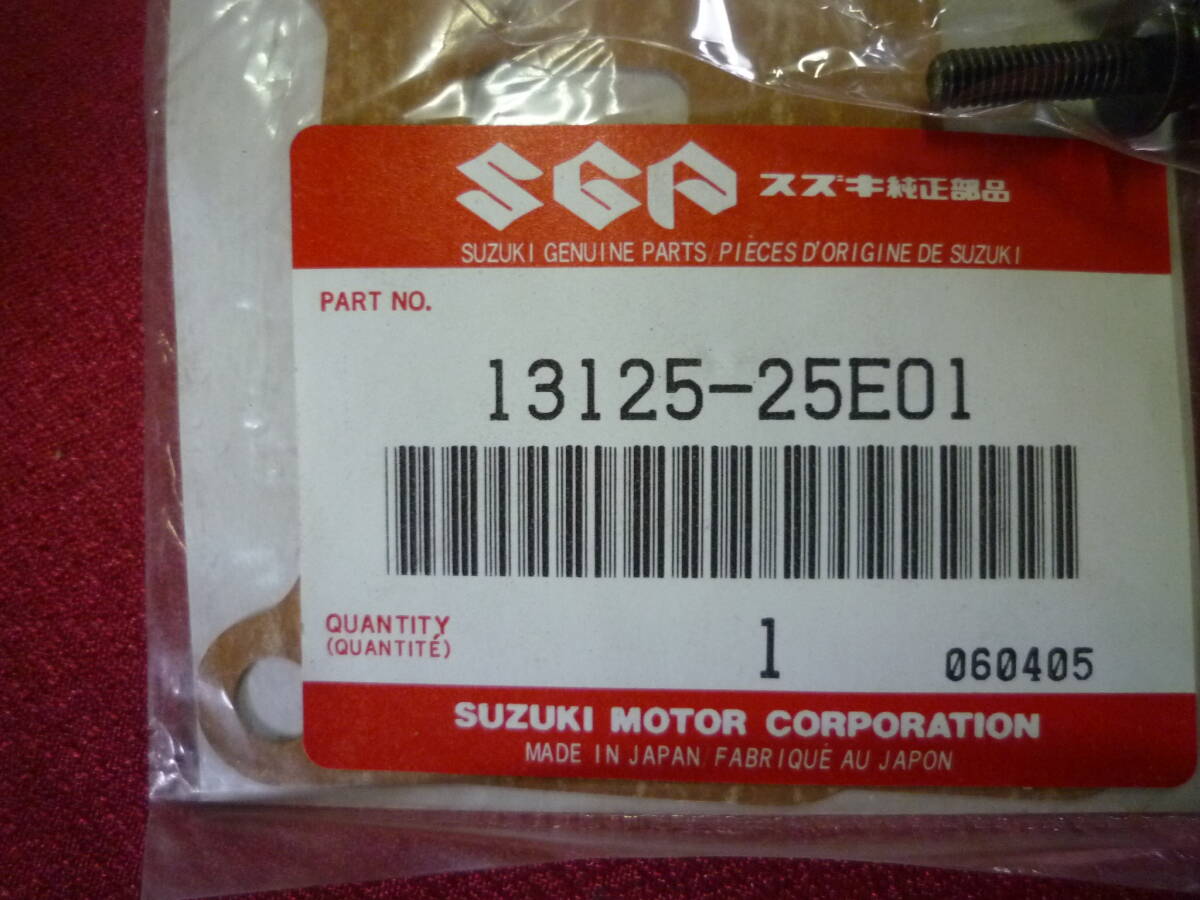 SGP スズキ純正部品
SUZUKI GENUINE PARTS/PIÈCES D'ORIGINE DE SUZUKI
PART NO.
13125-25E01
QUANTITY
(QUANTITÉ)
1
060405
SUZUKI MOTOR CORPORATION
MADE IN JAPAN/FABRIQUÉ AU JAPON